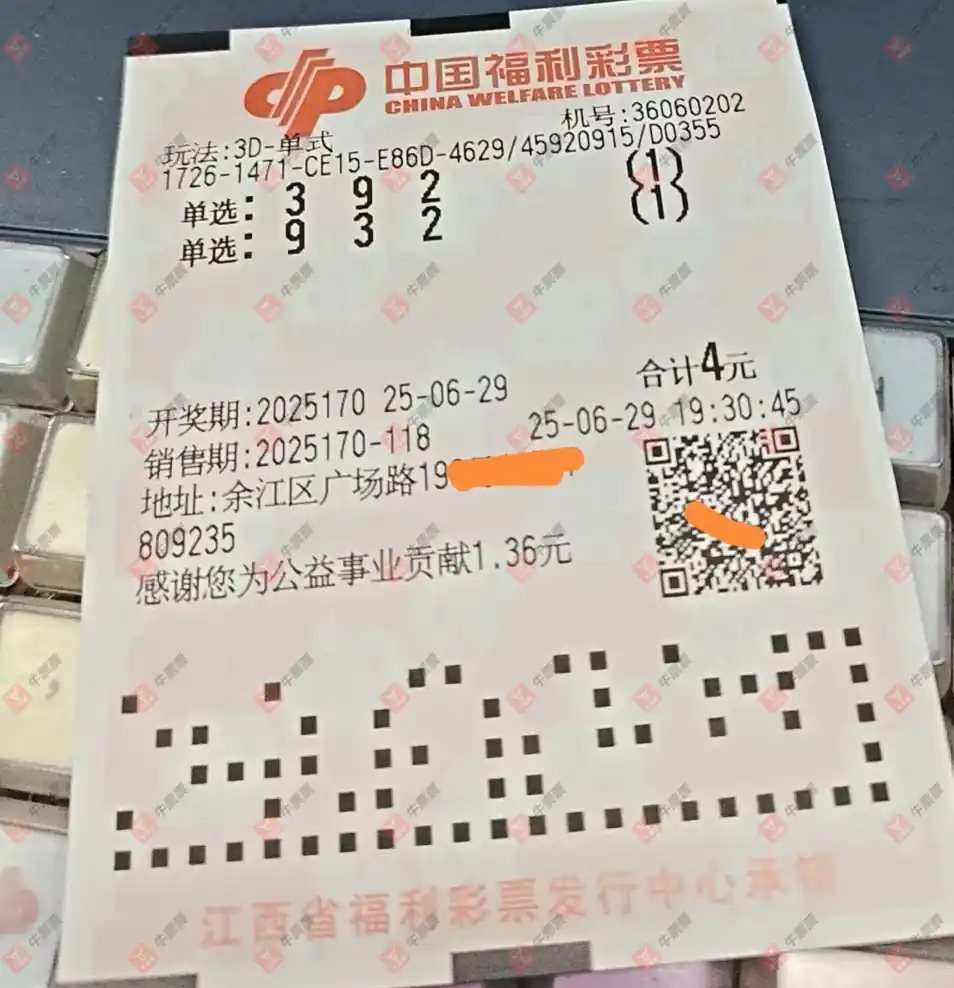 中国福利彩票
CHINA WELFARE LOTTERY
机号:36060202
玩法:3D-单式
1726-1471-CE15-E86D-4629/45920915/D0355
单选: 3 9 2 (1)
单选: 9 3 2 (1)
合计4元
开奖期:2025170 25-06-29
销售期:2025170-118 25-06-29 19:30:45
地址:余江区广场路19
809235
感谢您为公益事业贡献1.36元
江西省福利彩票发行中心承销
牛票票